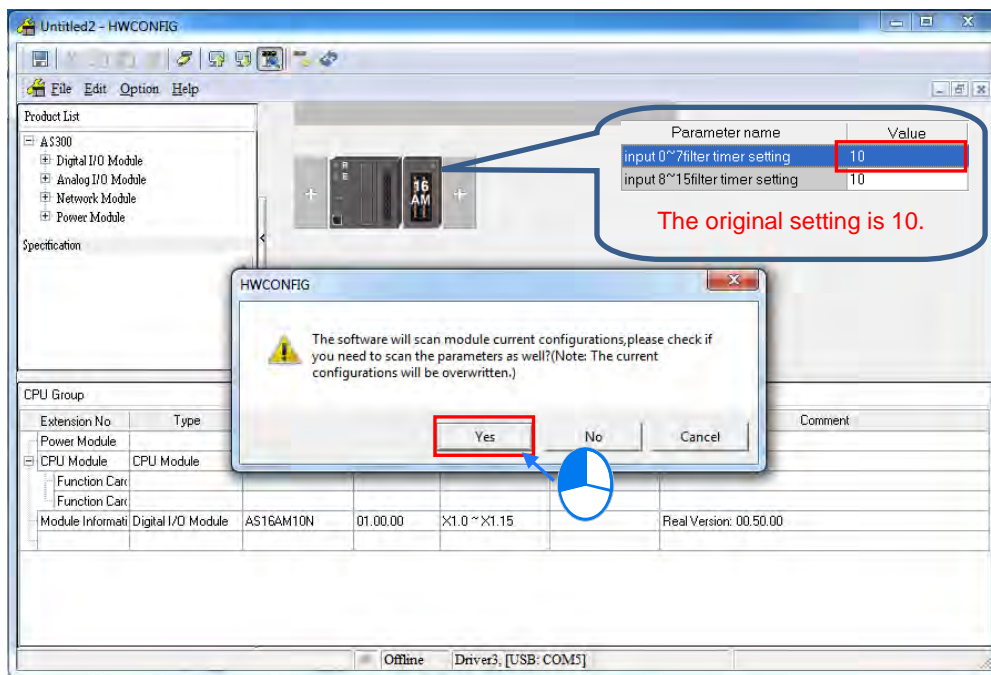 Untitled2 - HWCONFIG
File Edit Option Help
Product List
AS300
Digital I/O Module
Analog I/O Module
Network Module
Power Module
Specification
R
E
16
AM
Parameter name Value
input 0~7filter timer setting 10
input 8~15filter timer setting 10
The original setting is 10.
HWCONFIG
The software will scan module current configurations,please check if
you need to scan the parameters as well?(Note: The current
configurations will be overwritten.)
Yes No Cancel
CPU Group
Extension No Type Comment
Power Module
CPU Module CPU Module
Function Card
Function Card
Module Informati Digital I/O Module AS16AM10N 01.00.00 X1.0 ~ X1.15 Real Version: 00.50.00
Offline Driver3, [USB: COM5]